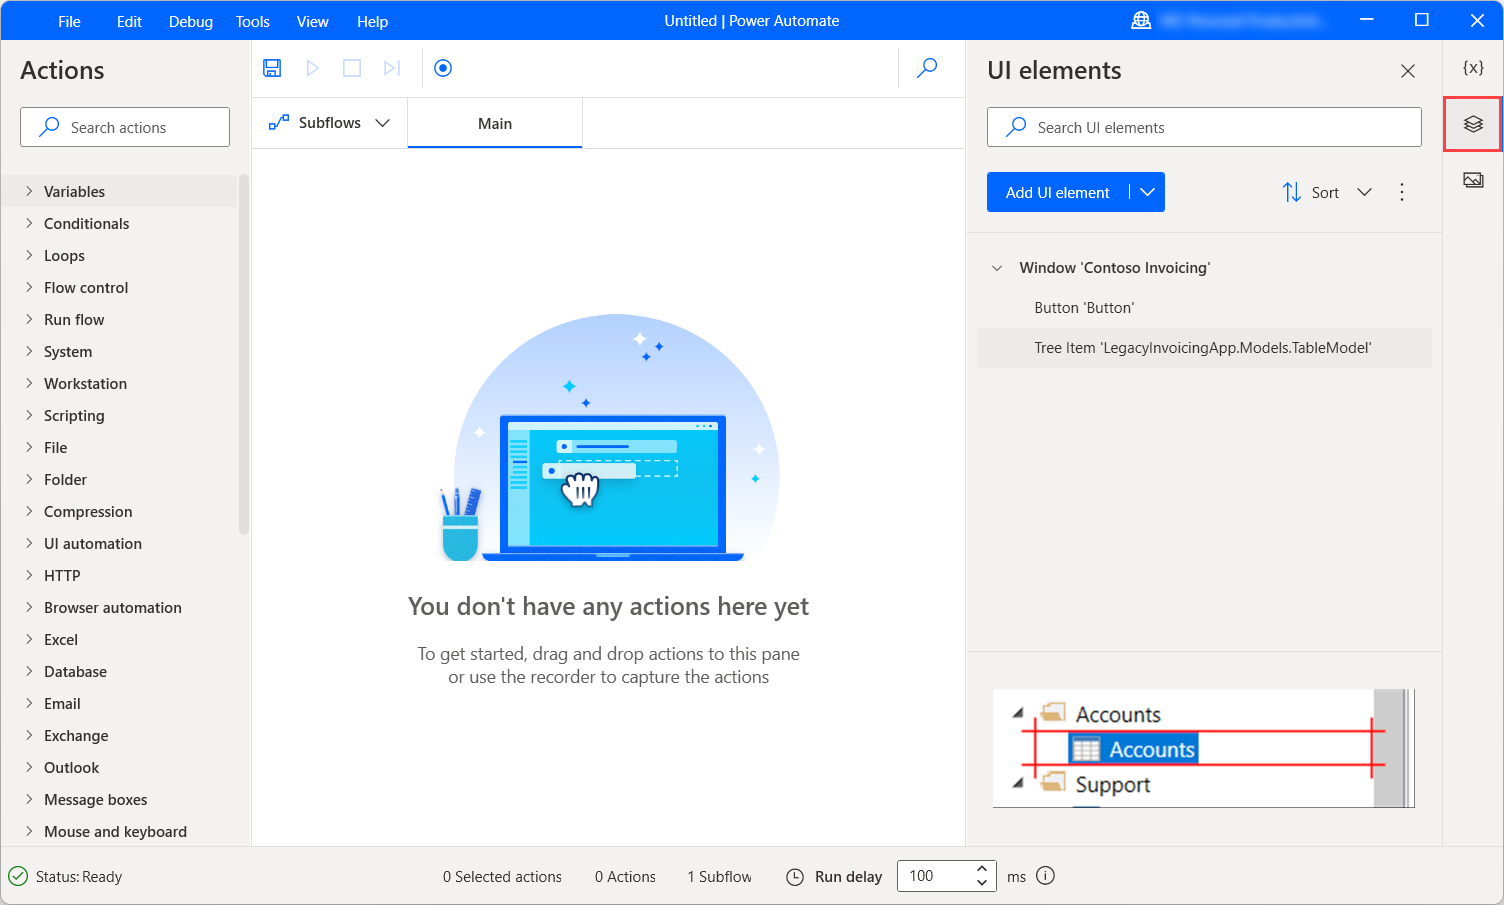 File Edit Debug Tools View Help Untitled | Power Automate
Actions
Search actions
Variables
Conditionals
Loops
Flow control
Run flow
System
Workstation
Scripting
File
Folder
Compression
UI automation
HTTP
Browser automation
Excel
Database
Email
Exchange
Outlook
Message boxes
Mouse and keyboard
Subflows Main
You don't have any actions here yet
To get started, drag and drop actions to this pane
or use the recorder to capture the actions
UI elements
Search UI elements
Add UI element Sort
Window 'Contoso Invoicing'
Button 'Button'
Tree Item 'LegacyInvoicingApp.Models.TableModel'
Accounts
Accounts
Support
{x}
Status: Ready 0 Selected actions 0 Actions 1 Subflow Run delay 100 ms